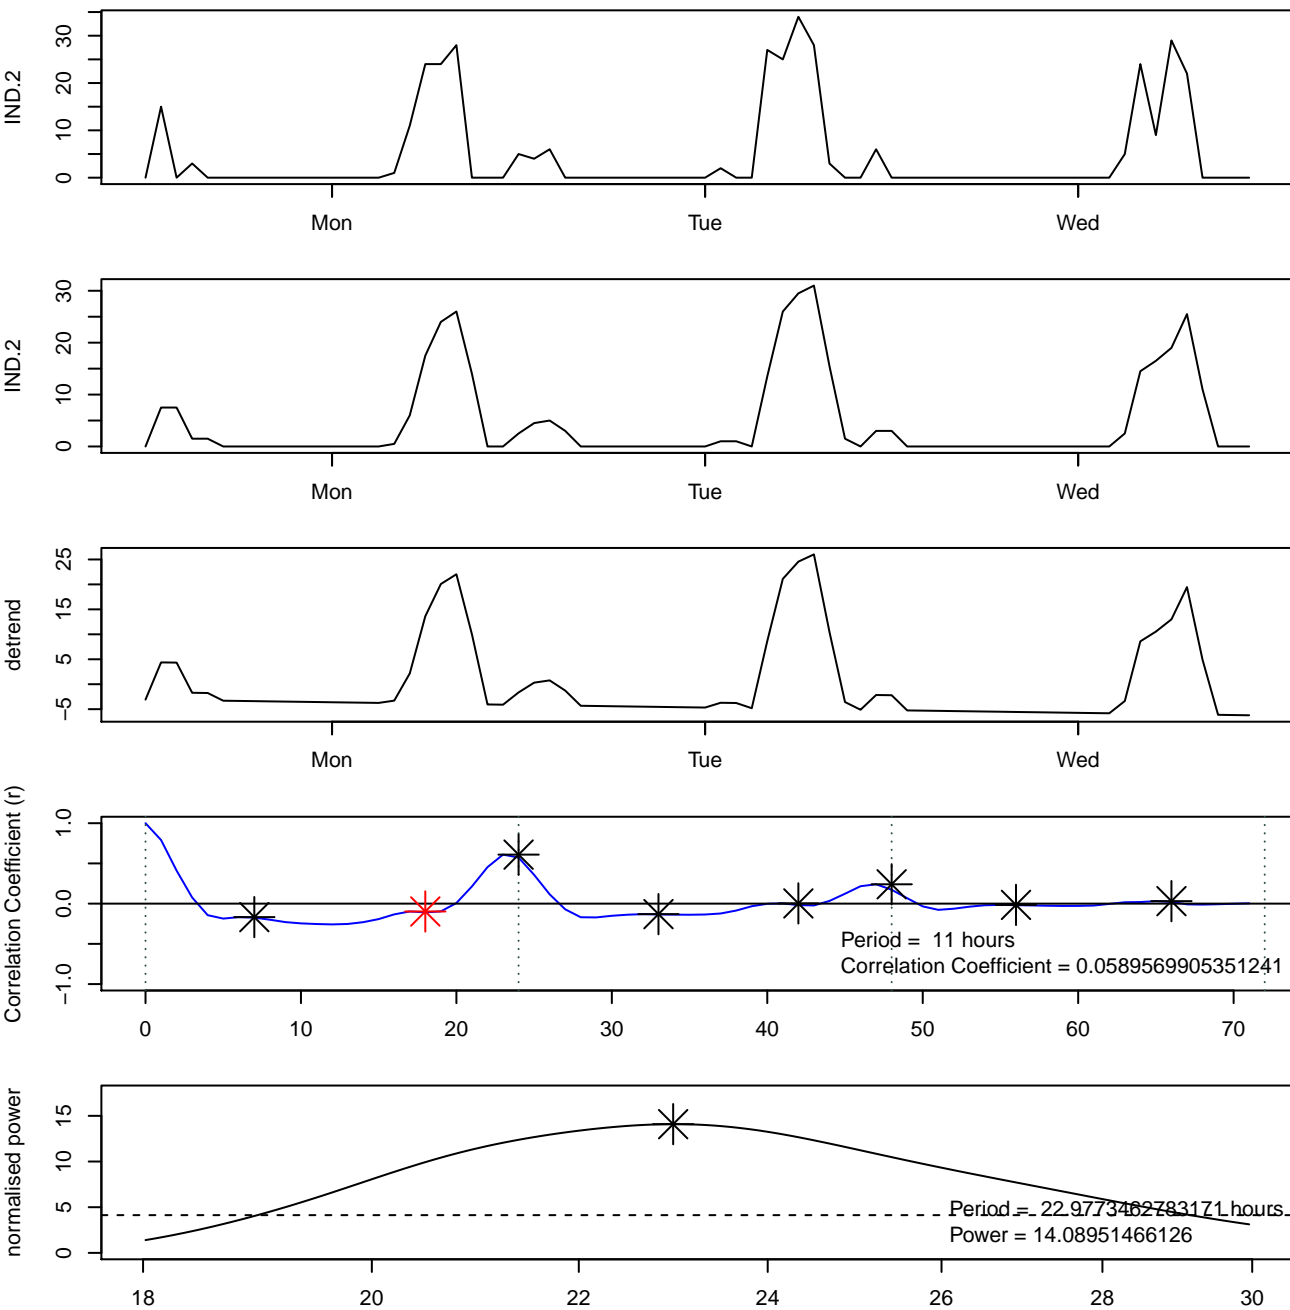 IND.2
0 10 20 30
Mon Tue Wed
IND.2
0 10 20 30
Mon Tue Wed
detrend
−5 5 15 25
Mon Tue Wed
Correlation Coefficient (r)
−1.0 0.0 1.0
Period = 11 hours
Correlation Coefficient = 0.0589569905351241
0 10 20 30 40 50 60 70
normalised power
0 5 10 15
Period = 22.9773462783171 hours
Power = 14.08951466126
18 20 22 24 26 28 30